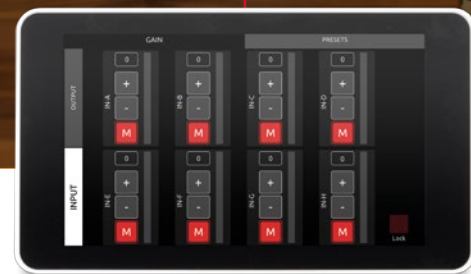 GAIN
PRESETS
OUTPUT
INPUT
IN-A
0
+
-
M
IN-B
0
+
-
M
IN-C
0
+
-
M
IN-D
0
+
-
M
IN-E
0
+
-
M
IN-F
0
+
-
M
IN-G
0
+
-
M
IN-H
0
+
-
M
Lock